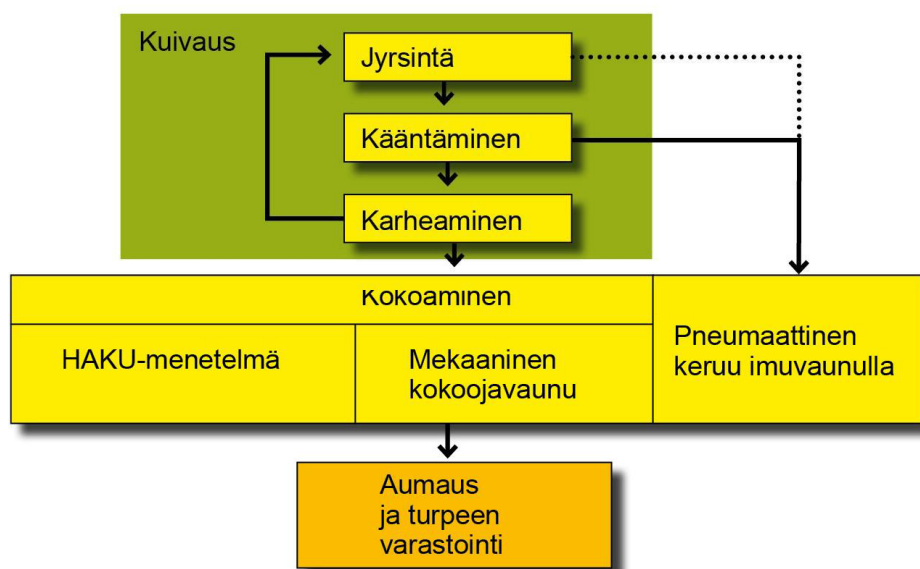 Kuivaus
Jyrsintä
Kääntäminen
Karheaminen
Kokoaminen
HAKU-menetelmä
Mekaaninen
kokoojavaunu
Pneumaattinen
keruu imuvaunulla
Aumaus
ja turpeen
varastointi